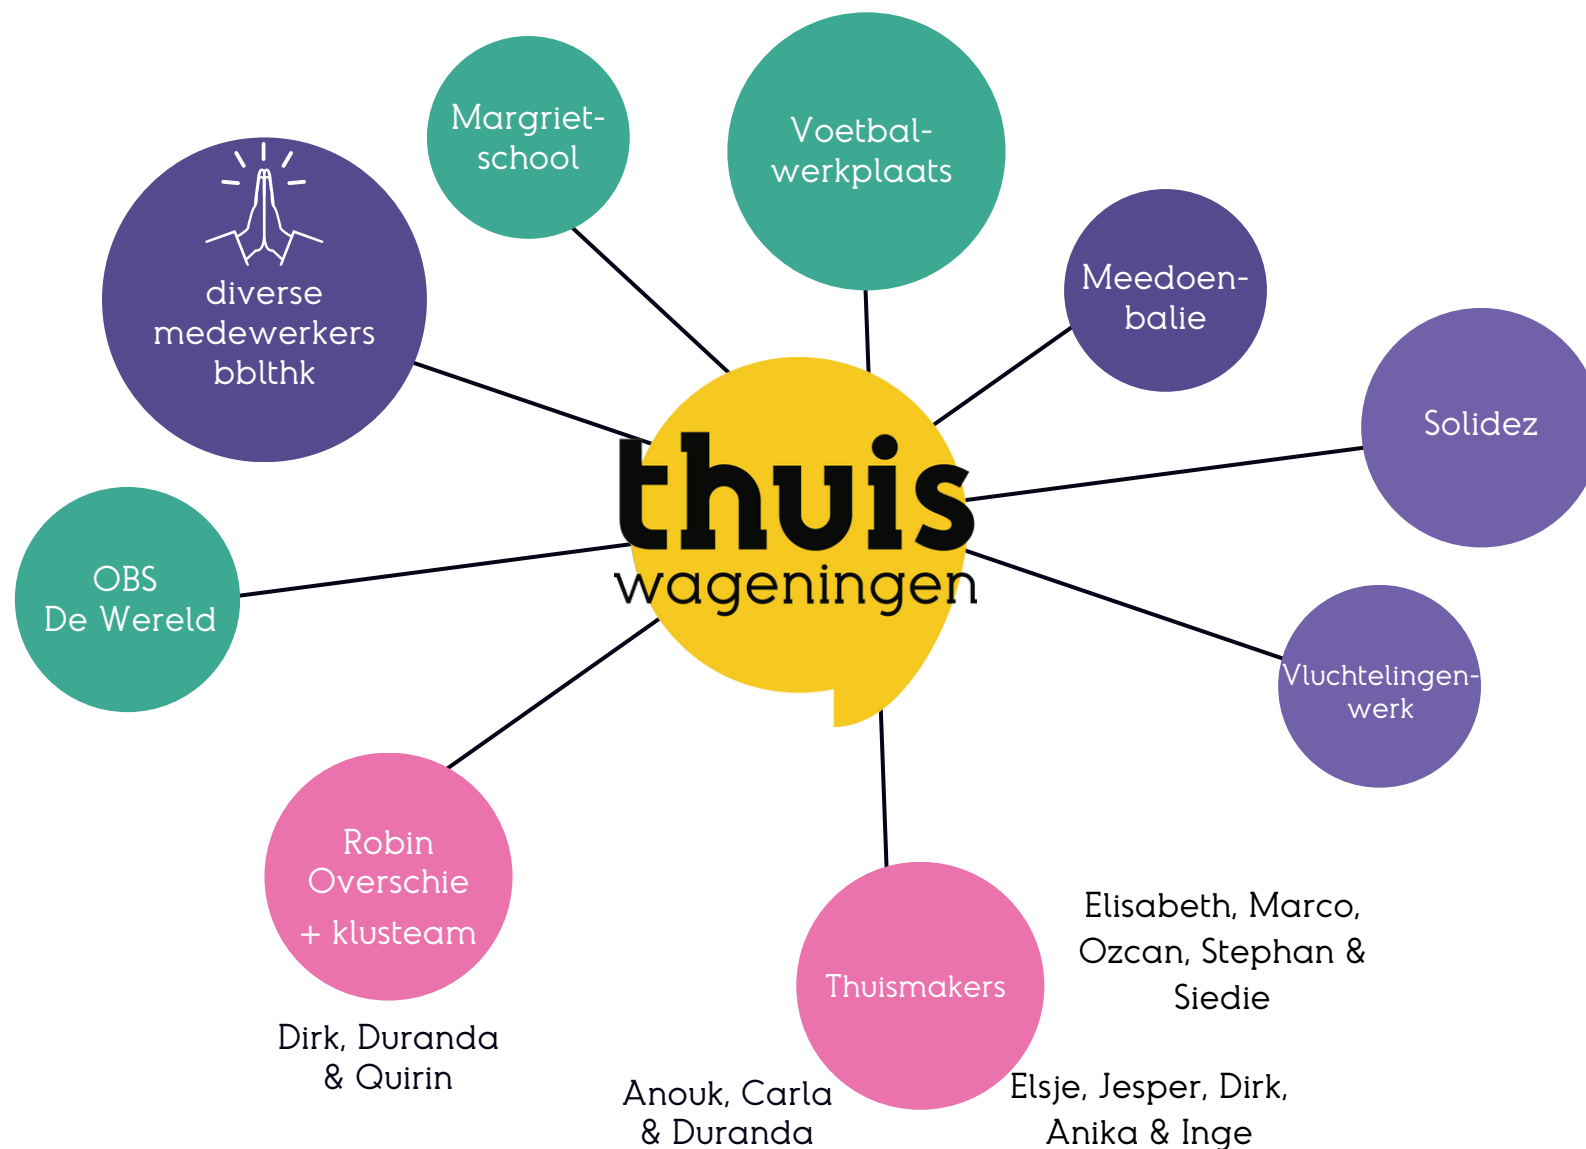 Margriet-
school
Voetbal-
werkplaats
diverse
medewerkers
bblthk
Meedoen-
balie
Solidez
thuis
wageningen
OBS
De Wereld
Vluchtelingen-
werk
Robin
Overschie
+ klusteam
Dirk, Duranda
& Quirin
Thuismakers
Elisabeth, Marco,
Ozcan, Stephan &
Siedie
Anouk, Carla
& Duranda
Elsje, Jesper, Dirk,
Anika & Inge